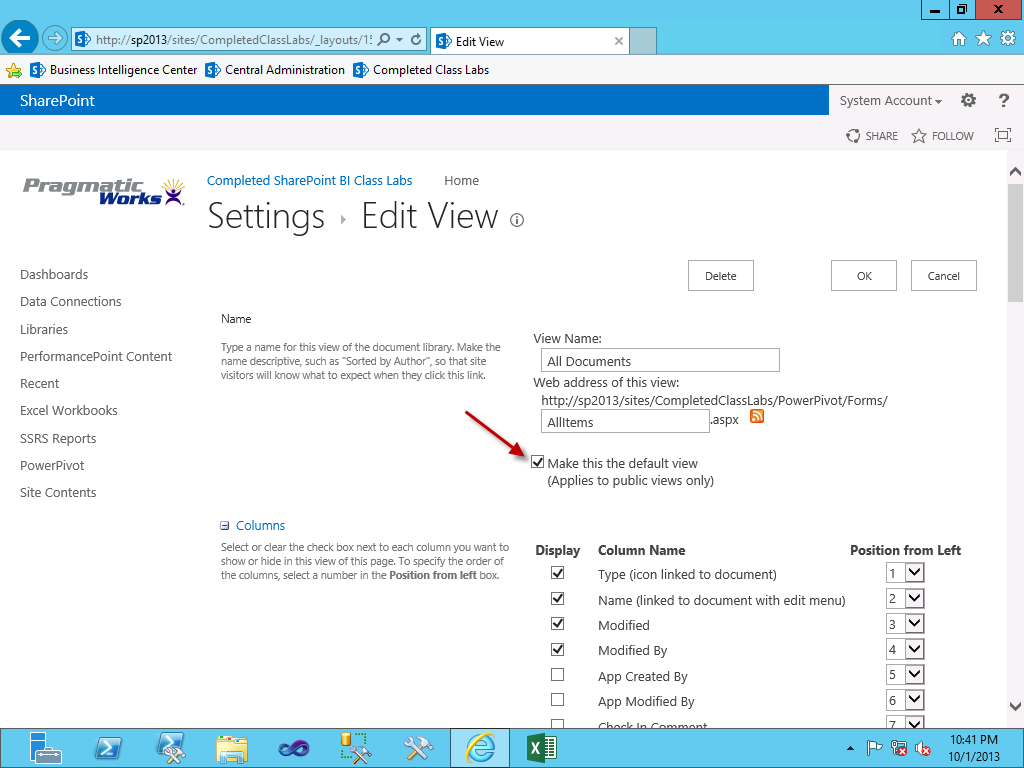 http://sp2013/sites/CompletedClassLabs/_layouts/15
Edit View
Business Intelligence Center
Central Administration
Completed Class Labs
SharePoint
System Account
SHARE
FOLLOW
Pragmatic
Works
Completed SharePoint BI Class Labs
Home
Settings
Edit View
Dashboards
Data Connections
Libraries
PerformancePoint Content
Recent
Excel Workbooks
SSRS Reports
PowerPivot
Site Contents
Delete
OK
Cancel
Name
Type a name for this view of the document library. Make the
name descriptive, such as "Sorted by Author", so that site
visitors will know what to expect when they click this link.
View Name:
All Documents
Web address of this view:
http://sp2013/sites/CompletedClassLabs/PowerPivot/Forms/
AllItems .aspx
Make this the default view
(Applies to public views only)
Columns
Select or clear the check box next to each column you want to
show or hide in this view of this page. To specify the order of
the columns, select a number in the Position from left box.
Display Column Name Position from Left
Type (icon linked to document) 1
Name (linked to document with edit menu) 2
Modified 3
Modified By 4
App Created By 5
App Modified By 6
Check In Comment 7
10:41 PM
10/1/2013